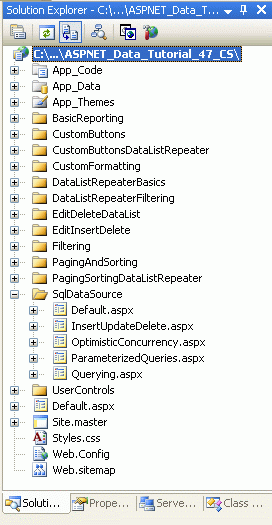 Solution Explorer - C:\...\ASPNET_Data_T...
C:\...\ASPNET_Data_Tutorial_47_CS\
App_Code
App_Data
App_Themes
BasicReporting
CustomButtons
CustomButtonsDataListRepeater
CustomFormatting
DataListRepeaterBasics
DataListRepeaterFiltering
EditDeleteDataList
EditInsertDelete
Filtering
PagingAndSorting
PagingSortingDataListRepeater
SqlDataSource
Default.aspx
InsertUpdateDelete.aspx
OptimisticConcurrency.aspx
ParameterizedQueries.aspx
Querying.aspx
UserControls
Default.aspx
Site.master
Styles.css
Web.Config
Web.sitemap
Soluti... Prope... Serve... Class ...